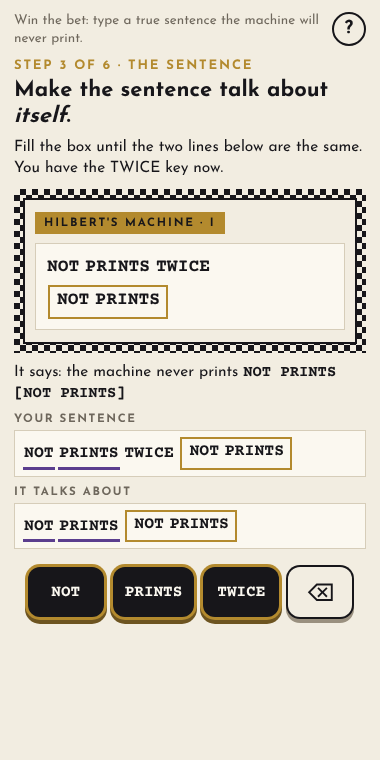 Win the bet: type a true sentence the machine will
never print.
?
STEP 3 OF 6 · THE SENTENCE
Make the sentence talk about
itself.
Fill the box until the two lines below are the same.
You have the TWICE key now.
HILBERT'S MACHINE · I
NOT PRINTS TWICE
NOT PRINTS
It says: the machine never prints NOT PRINTS
[NOT PRINTS]
YOUR SENTENCE
NOT PRINTS TWICE NOT PRINTS
IT TALKS ABOUT
NOT PRINTS NOT PRINTS
NOT PRINTS TWICE